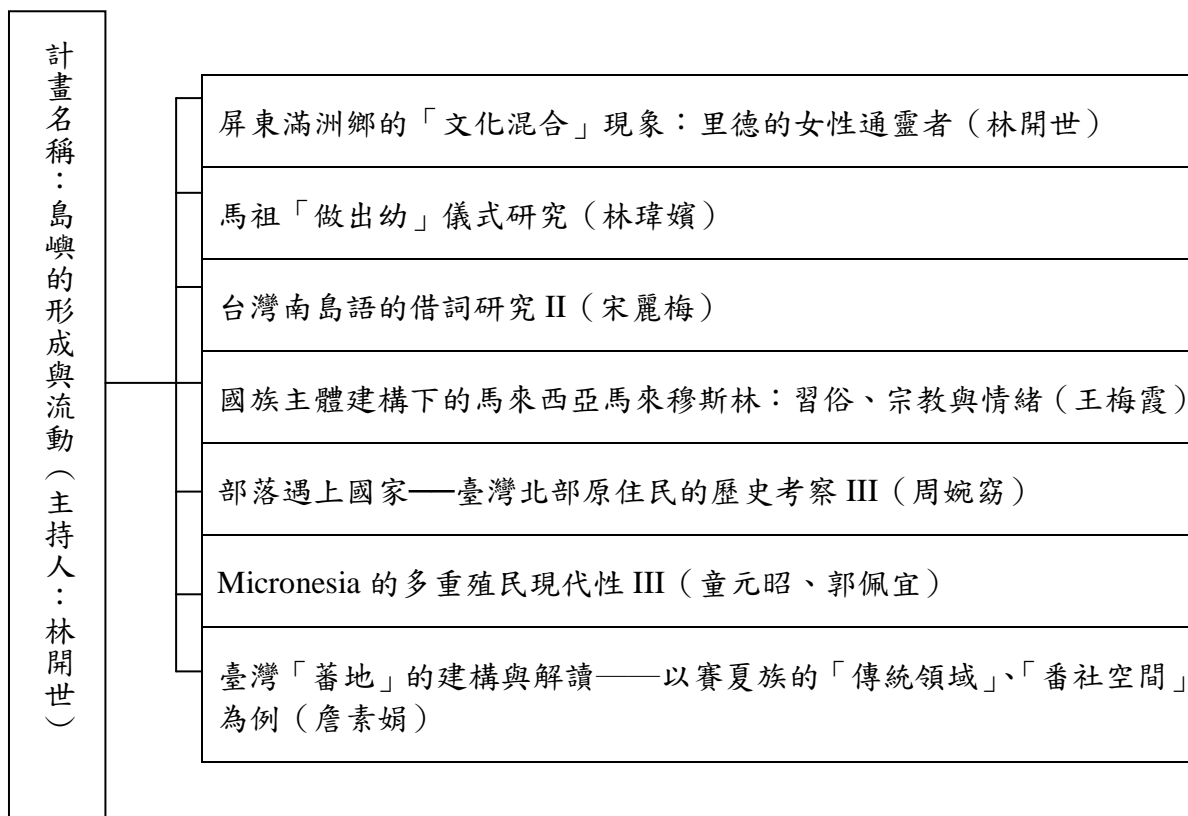 計畫名稱：島嶼的形成與流動（主持人：林開世）
屏東滿洲鄉的「文化混合」現象：里德的女性通靈者（林開世）
馬祖「做出幼」儀式研究（林瑋嬪）
台灣南島語的借詞研究 II（宋麗梅）
國族主體建構下的馬來西亞馬來穆斯林：習俗、宗教與情緒（王梅霞）
部落遇上國家──臺灣北部原住民的歷史考察 III（周婉窈）
Micronesia 的多重殖民現代性 III（童元昭、郭佩宜）
臺灣「蕃地」的建構與解讀──以賽夏族的「傳統領域」、「番社空間」
為例（詹素娟）